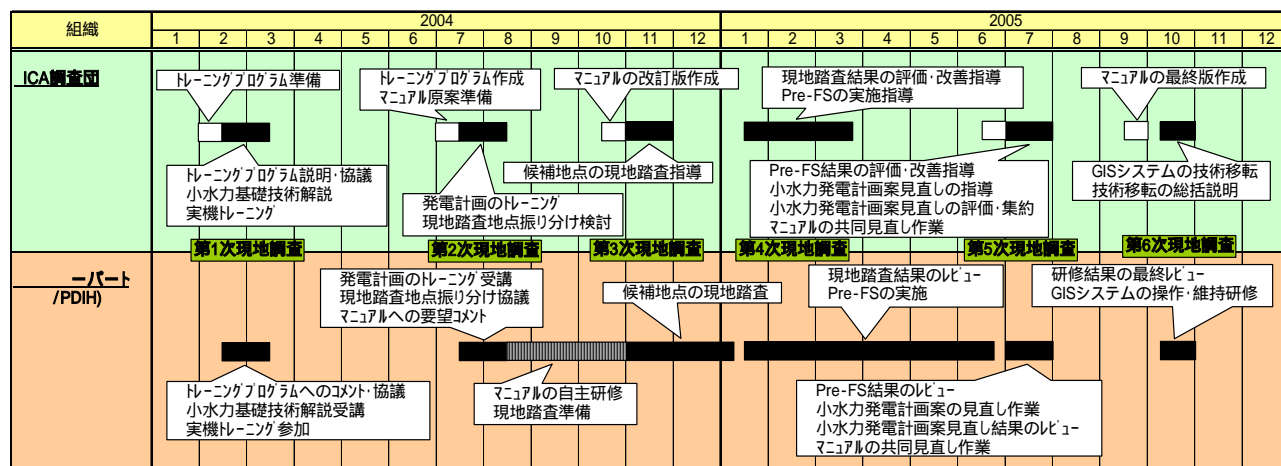 組織
2004
2005
1 2 3 4 5 6 7 8 9 10 11 12 1 2 3 4 5 6 7 8 9 10 11 12
ICA調査団
トレーニングプログラム準備
トレーニングプログラム作成
マニュアル原案準備
マニュアルの改訂版作成
現地踏査結果の評価・改善指導
Pre-FSの実施指導
マニュアルの最終版作成
トレーニングプログラム説明・協議
小水力基礎技術解説
実機トレーニング
発電計画のトレーニング
現地踏査地点振り分け検討
候補地点の現地踏査指導
Pre-FS結果の評価・改善指導
小水力発電計画案見直しの指導
小水力発電計画案見直しの評価・集約
マニュアルの共同見直し作業
GISシステムの技術移転
技術移転の総括説明
第1次現地調査
第2次現地調査
第3次現地調査
第4次現地調査
第5次現地調査
第6次現地調査
ーパート
/PDIH)
発電計画のトレーニング受講
現地踏査地点振り分け協議
マニュアルへの要望コメント
候補地点の現地踏査
現地踏査結果のレビュー
Pre-FSの実施
研修結果の最終レビュー
GISシステムの操作・維持研修
トレーニングプログラムへのコメント・協議
小水力基礎技術解説受講
実機トレーニング参加
マニュアルの自主研修
現地踏査準備
Pre-FS結果のレビュー
小水力発電計画案の見直し作業
小水力発電計画案見直し結果のレビュー
マニュアルの共同見直し作業